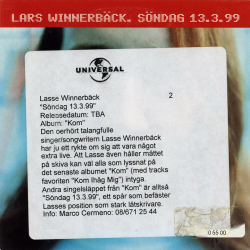 LARS WINNERBÄCK. SÖNDAG 13.3.99
UNIVERSAL
Lasse Winnerbäck 2
"Söndag 13.3.99"
Releasedatum: TBA
Album: "Kom"
Den oerhört talangfulle
singer/songwritern Lasse Winnerbäck
har ju ett rykte om sig att vara något
extra live. Att Lasse även håller måttet
på skiva kan väl alla som lyssnat på
det senaste albumet "Kom" (med tracks
favoriten "Kom Ihåg Mig") intyga.
Andra singelsläppet från "Kom" är alltså
"Söndag 13.3.99", ett spår som befäster
Lasses position som stark låtskrivare.
Info: Marco Cermeno: 08/671 25 44
0 55 00